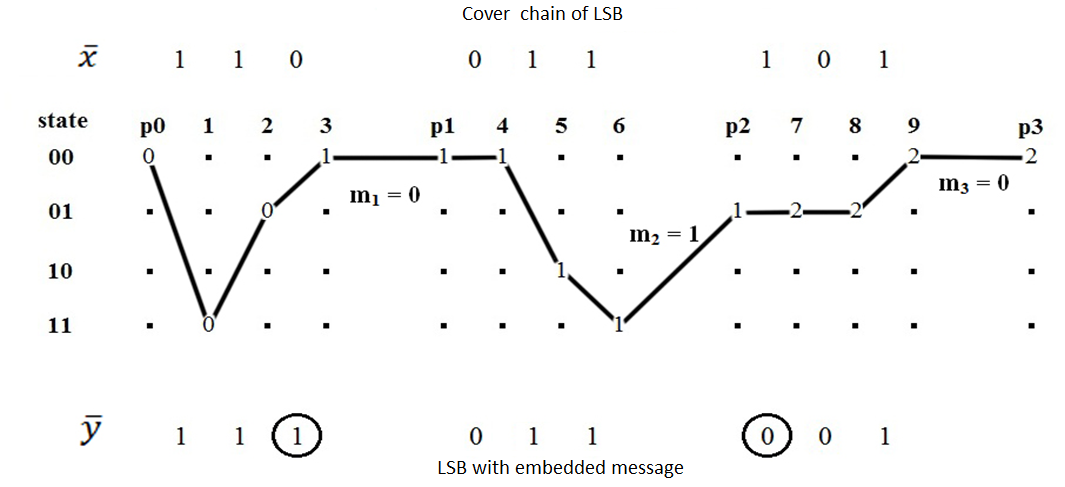 Cover chain of LSB
x̄ 1 1 0 0 1 1 1 0 1
state p0 1 2 3 p1 4 5 6 p2 7 8 9 p3
00 0 1 1 1 2 2
m₁ = 0 m₃ = 0
01 0 1 2 2
m₂ = 1
10 1
11 0 1
ȳ 1 1 1 0 1 1 0 0 1
LSB with embedded message